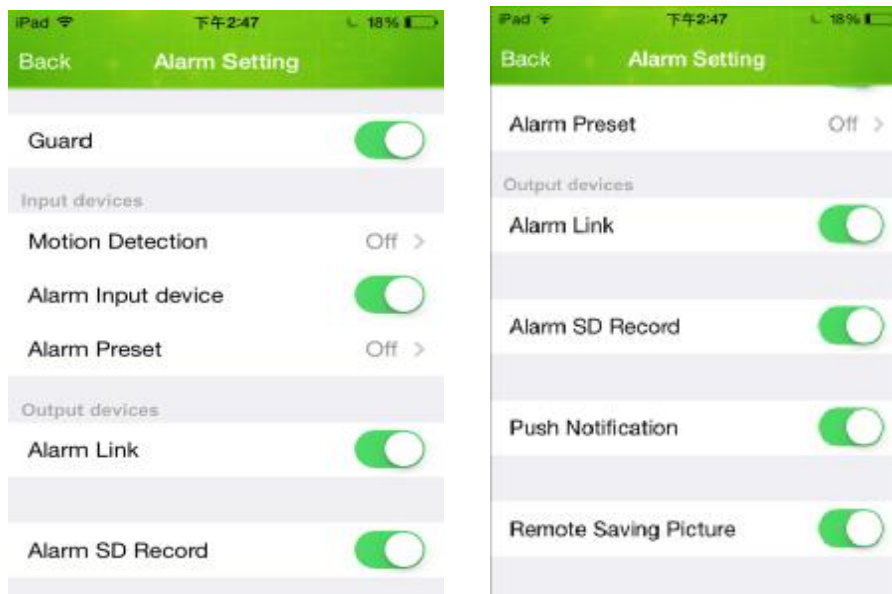 iPad 下午2:47 18%
Back Alarm Setting
Guard
Input devices
Motion Detection Off >
Alarm Input device
Alarm Preset Off >
Output devices
Alarm Link
Alarm SD Record
iPad 下午2:47 18%
Back Alarm Setting
Alarm Preset Off >
Output devices
Alarm Link
Alarm SD Record
Push Notification
Remote Saving Picture